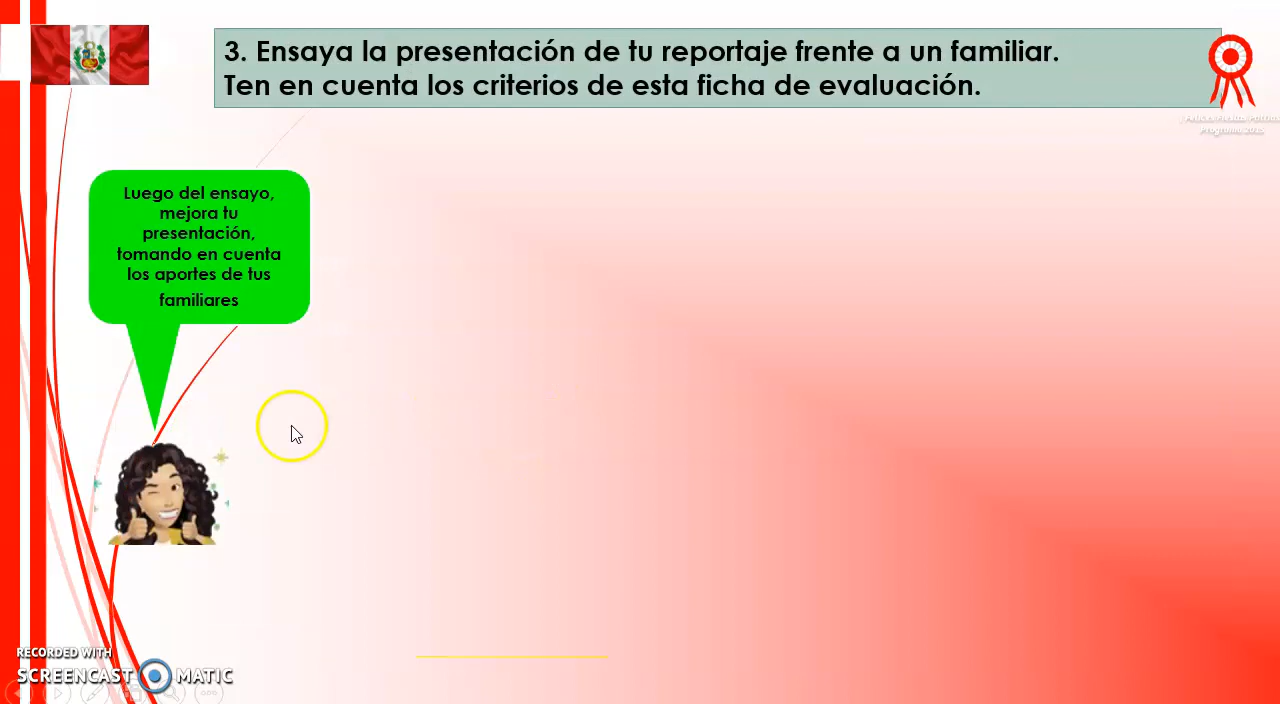 3. Ensaya la presentación de tu reportaje frente a un familiar.
Ten en cuenta los criterios de esta ficha de evaluación.
Luego del ensayo,
mejora tu
presentación,
tomando en cuenta
los aportes de tus
familiares
RECORDED WITH
SCREENCAST MATIC